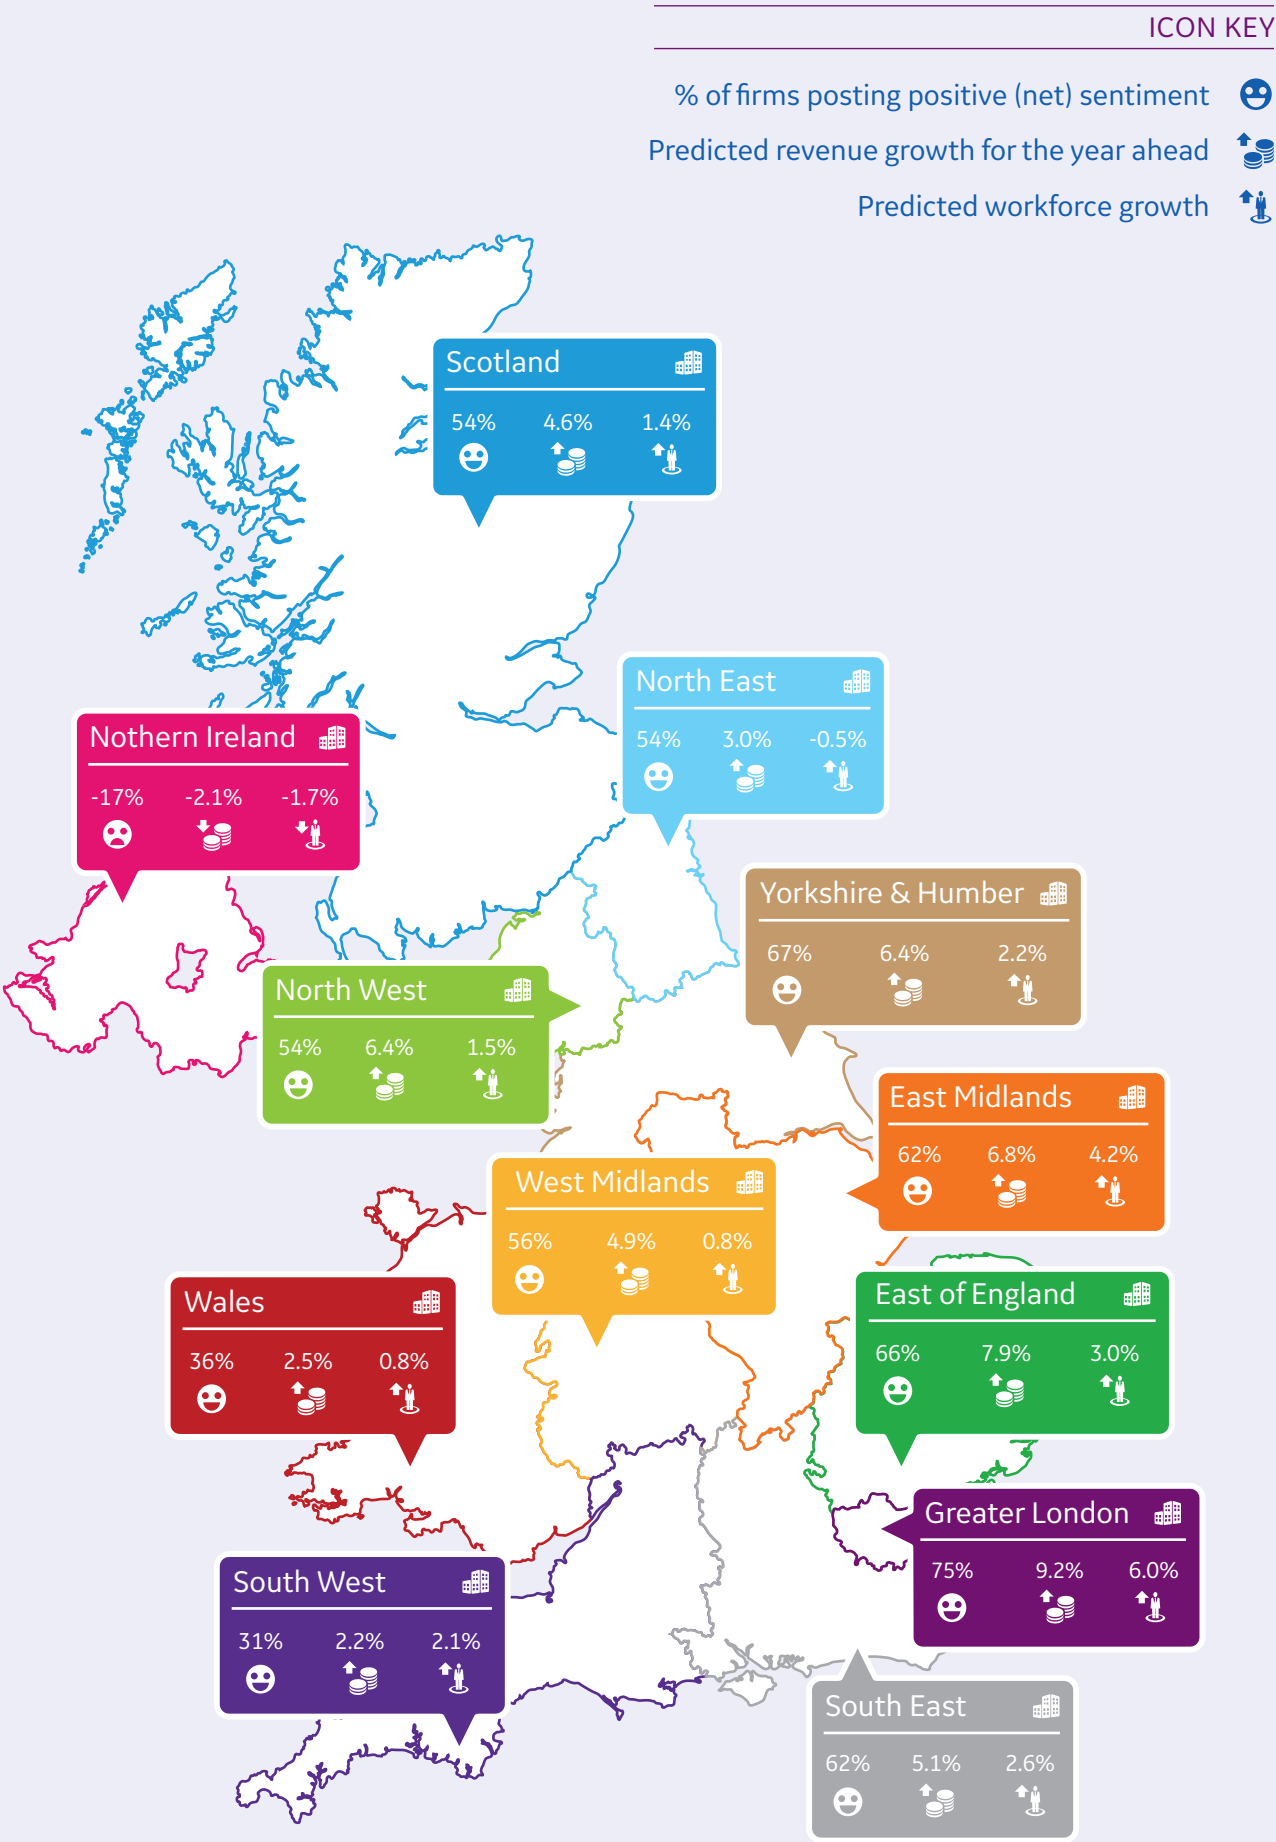 ICON KEY
% of firms posting positive (net) sentiment
Predicted revenue growth for the year ahead
Predicted workforce growth
Scotland
54% 4.6% 1.4%
North East
54% 3.0% -0.5%
Nothern Ireland
-17% -2.1% -1.7%
Yorkshire & Humber
67% 6.4% 2.2%
North West
54% 6.4% 1.5%
East Midlands
62% 6.8% 4.2%
West Midlands
56% 4.9% 0.8%
Wales
36% 2.5% 0.8%
East of England
66% 7.9% 3.0%
Greater London
75% 9.2% 6.0%
South West
31% 2.2% 2.1%
South East
62% 5.1% 2.6%